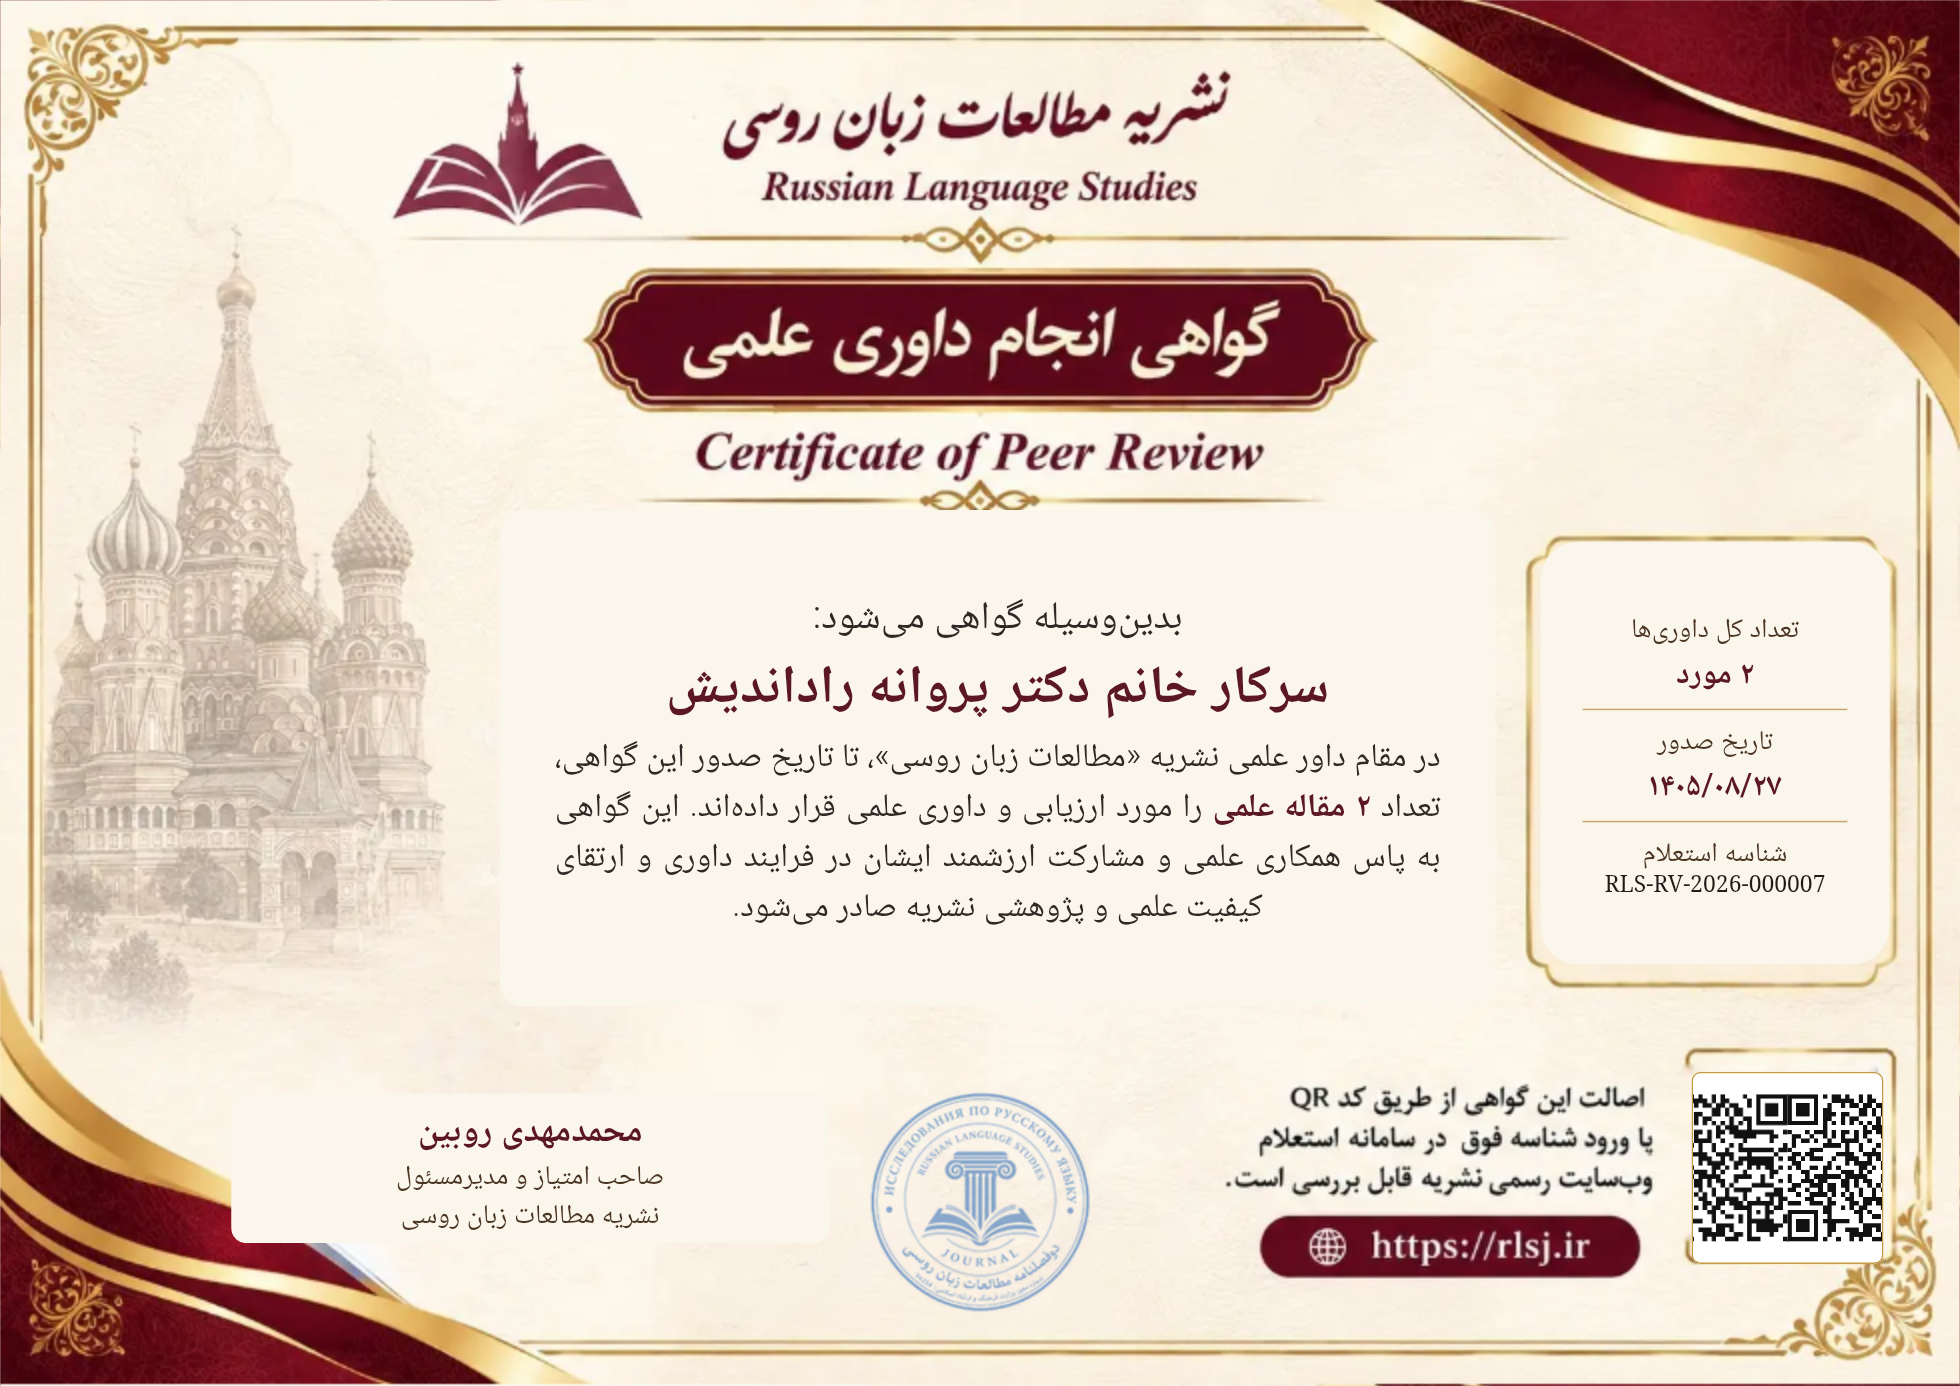 نشریه مطالعات زبان روسی
Russian Language Studies
گواهی انجام داوری علمی
Certificate of Peer Review
بدین‌وسیله گواهی می‌شود:
سرکار خانم دکتر پروانه راداندیش
در مقام داور علمی نشریه «مطالعات زبان روسی»، تا تاریخ صدور این گواهی،
تعداد ۲ مقاله علمی را مورد ارزیابی و داوری علمی قرار داده‌اند. این گواهی
به پاس همکاری علمی و مشارکت ارزشمند ایشان در فرایند داوری و ارتقای
کیفیت علمی و پژوهشی نشریه صادر می‌شود.
تعداد کل داوری‌ها
۲ مورد
تاریخ صدور
۱۴۰۵/۰۸/۲۷
شناسه استعلام
RLS-RV-2026-000007
اصالت این گواهی از طریق کد QR
یا ورود شناسه فوق در سامانه استعلام
وب‌سایت رسمی نشریه قابل بررسی است.
https://rlsj.ir
ИССЛЕДОВАНИЯ ПО РУССКОМУ ЯЗЫКУ
RUSSIAN LANGUAGE STUDIES
JOURNAL
دوفصلنامه مطالعات زبان روسی
محمدمهدی روبین
صاحب امتیاز و مدیرمسئول
نشریه مطالعات زبان روسی